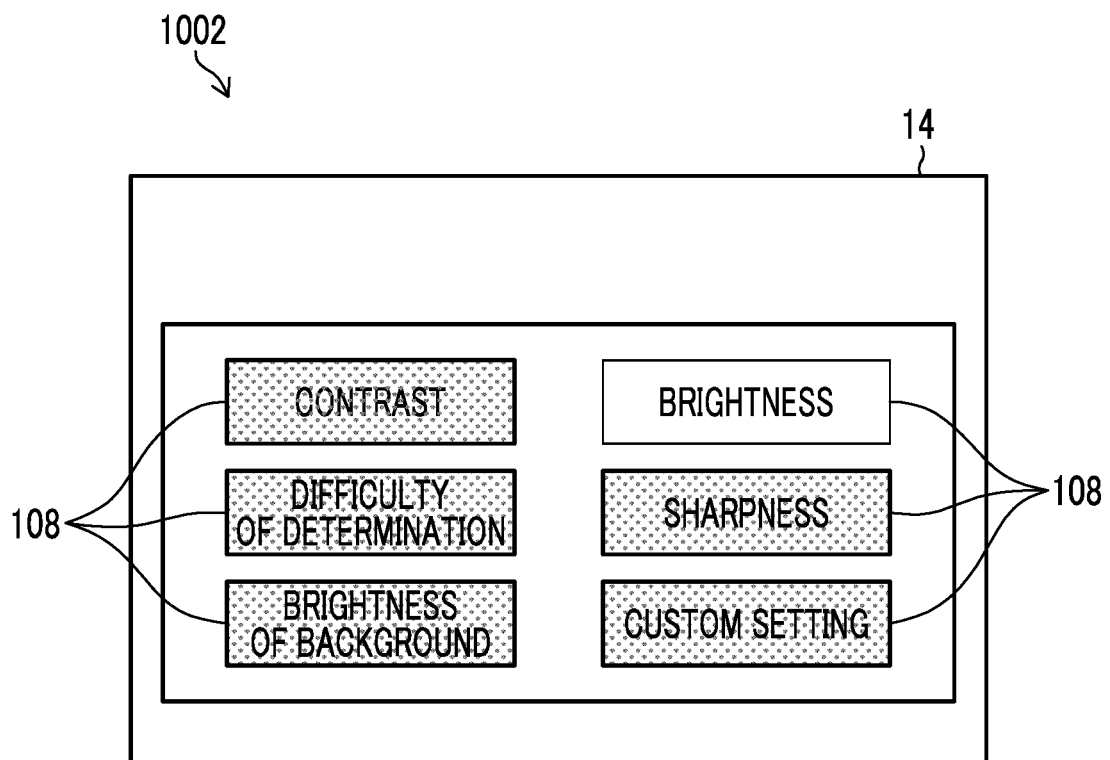 1002
14
CONTRAST
BRIGHTNESS
DIFFICULTY
OF DETERMINATION
SHARPNESS
108
108
BRIGHTNESS
OF BACKGROUND
CUSTOM SETTING